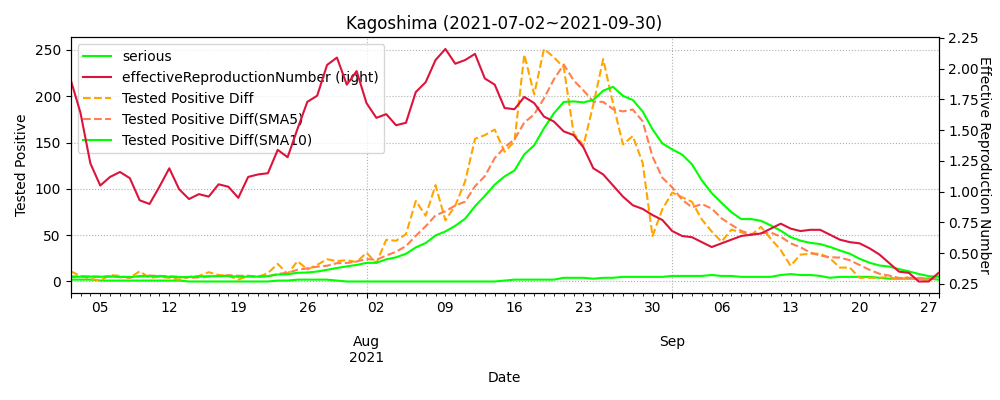 Kagoshima (2021-07-02~2021-09-30)
serious
effectiveReproductionNumber (right)
Tested Positive Diff
Tested Positive Diff(SMA5)
Tested Positive Diff(SMA10)
Tested Positive
250
200
150
100
50
0
2.25
2.00
1.75
1.50
1.25
1.00
0.75
0.50
0.25
Effective Reproduction Number
05 12 19 26 02 09 16 23 30 06 13 20 27
Aug Sep
2021
Date